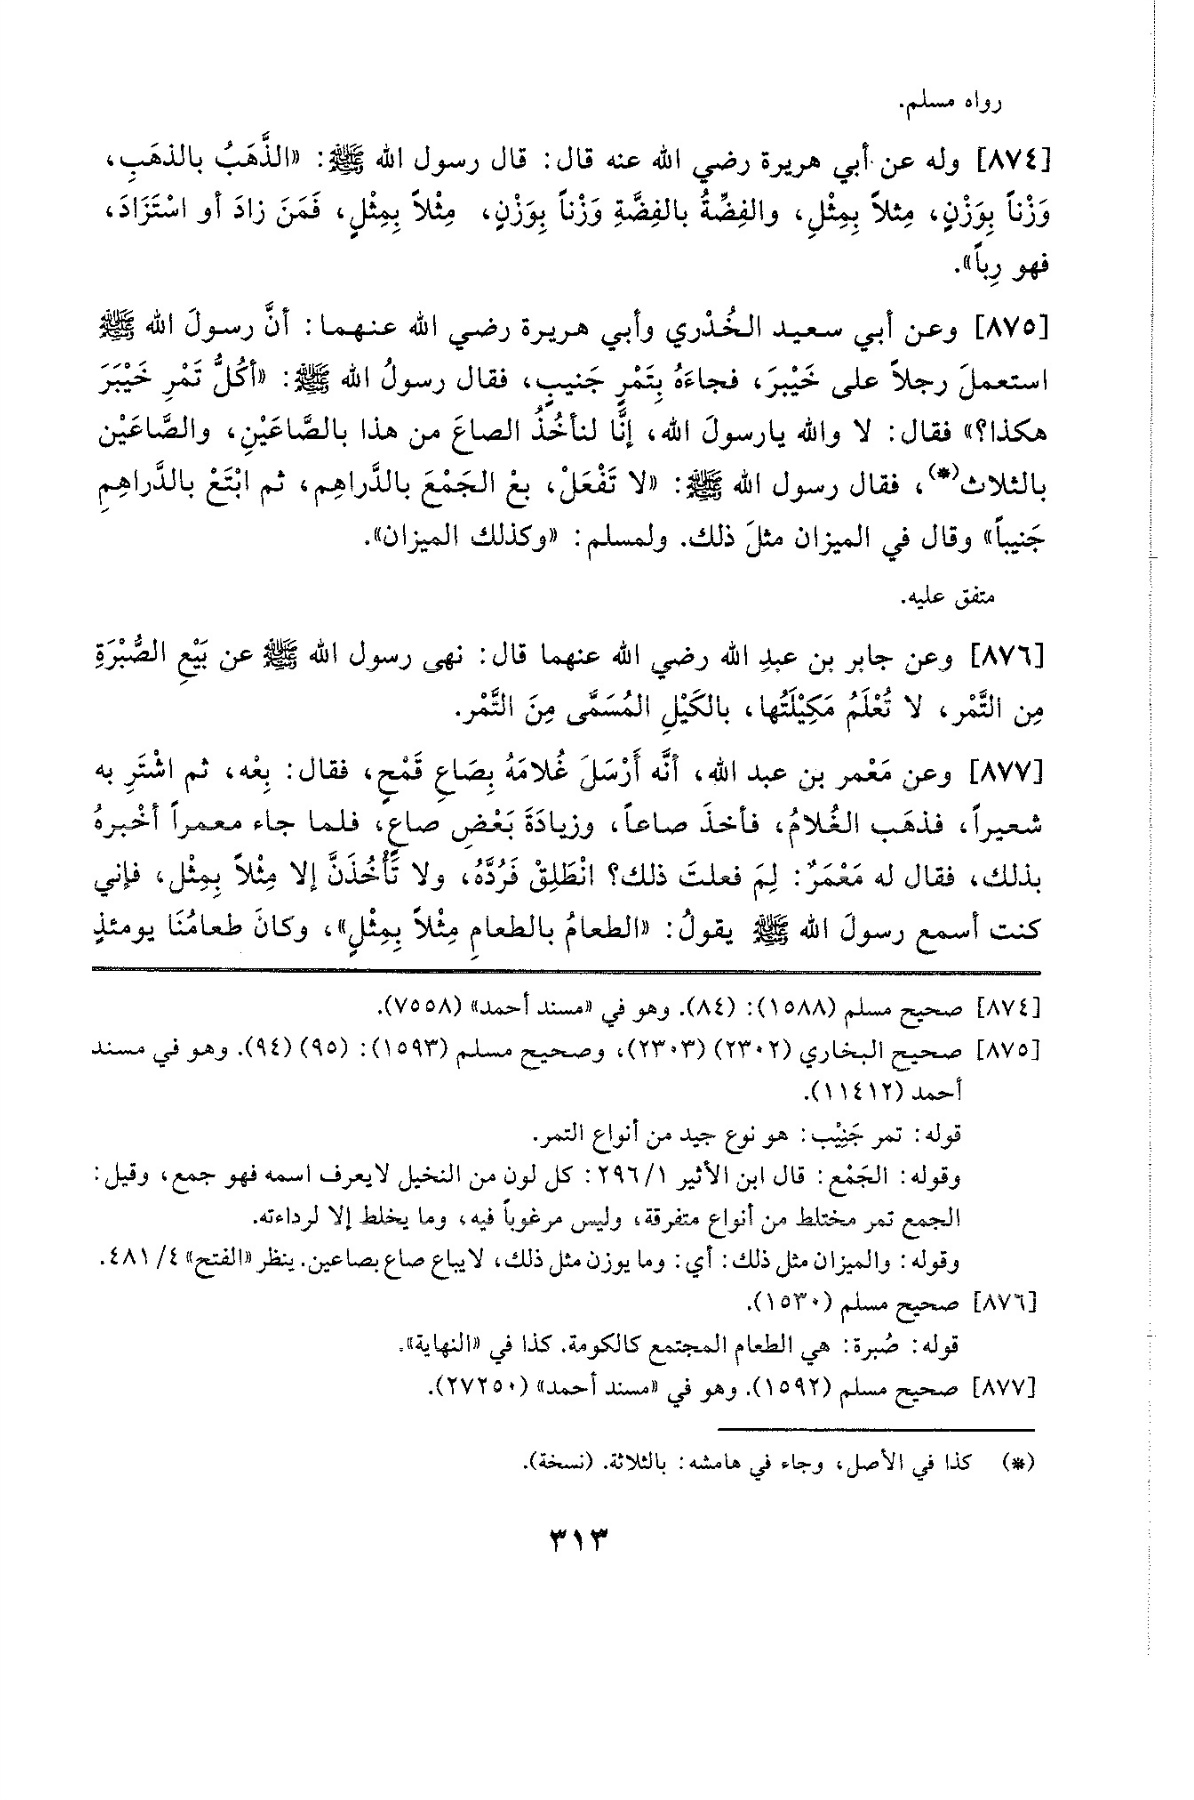 رواه مسلم.
[٨٧٤] وله عن أبي هريرة رضي الله عنه قال: قال رسول الله ﷺ: «الذَّهَبُ بالذهَبِ،
وَزْناً بِوَزْنٍ، مِثلاً بِمِثْلٍ، والفِضّةُ بالفِضَّةِ وَزْناً بِوَزْنٍ، مِثْلاً بِمِثْلٍ، فَمَنَ زادَ أو اسْتَزَادَ،
فهو رِباً».
[٨٧٥] وعن أبي سعيد الخُدْري وأبي هريرة رضي الله عنهما: أنَّ رسولَ الله ﷺ
استعملَ رجلاً على خَيْبرَ، فجاءَهُ بِتَمْرٍ جَنيبٍ، فقال رسولُ الله ﷺ: «أكُلُّ تَمْرِ خَيْبَرَ
هكذا؟» فقال: لا والله يارسولَ الله، إنَّا لنأخُذُ الصاعَ من هذا بالصَّاعَيْنِ، والصَّاعَيْن
بالثلاث(*)، فقال رسول الله ﷺ: «لا تَفْعَلْ، بعْ الجَمْعَ بالدَّراهِم، ثم ابْتَعْ بالدَّراهِمِ
جَنيباً» وقال في الميزان مثلَ ذلك. ولمسلم: «وكذلك الميزان».
متفق عليه.
[٨٧٦] وعن جابر بن عبدِ الله رضي الله عنهما قال: نهى رسول الله ﷺ عن بَيْعِ الصُّبْرَةِ
مِن التَّمْر، لا تُعْلَمُ مَكِيْلَتُها، بالكَيْلِ المُسَمَّى مِنَ التَّمْر.
[٨٧٧] وعن مَعْمر بن عبد الله، أنَّه أَرْسَلَ غُلامَهُ بِصَاعِ قَمْحٍ، فقال: بِعْه، ثم اشْتَرِ به
شعيراً، فذهَب الغُلامُ، فأخذَ صاعاً، وزيادَةَ بَعْضِ صاعٍ، فلما جاء معمراً أخْبرهُ
بذلك، فقال له مَعْمَرٌ: لِمَ فعلتَ ذلك؟ انْطَلِقْ فَرُدَّهُ، ولا تَأْخُذَنَّ إلا مِثْلاً بِمِثْل، فإني
كنت أسمع رسولَ الله ﷺ يقولُ: «الطعامُ بالطعامِ مِثْلاً بِمِثْلٍ»، وكانَ طعامُنَا يومئذٍ
[٨٧٤] صحيح مسلم (١٥٨٨): (٨٤). وهو في «مسند أحمد» (٧٥٥٨).
[٨٧٥] صحيح البخاري (٢٣٠٢) (٢٣٠٣)، وصحيح مسلم (١٥٩٣): (٩٥) (٩٤). وهو في مسند
أحمد (١١٤١٢).
قوله: تمر جَنِيْب: هو نوع جيد من أنواع التمر.
وقوله: الجَمْع: قال ابن الأثير ٢٩٦/١: كل لون من النخيل لايعرف اسمه فهو جمع، وقيل:
الجمع تمر مختلط من أنواع متفرقة، وليس مرغوباً فيه، وما يخلط إلا لرداءته.
وقوله: والميزان مثل ذلك: أي: وما يوزن مثل ذلك، لايباع صاع بصاعين. ينظر «الفتح» ٤٨١/٤.
[٨٧٦] صحيح مسلم (١٥٣٠).
قوله: صُبرة: هي الطعام المجتمع كالكومة. كذا في «النهاية».
[٨٧٧] صحيح مسلم (١٥٩٢). وهو في «مسند أحمد» (٢٧٢٥٠).
(*) كذا في الأصل، وجاء في هامشه: بالثلاثة. (نسخة).
٣١٣